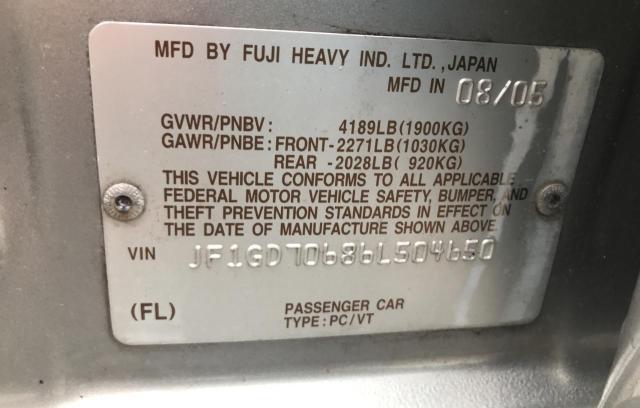 MFD BY FUJI HEAVY IND. LTD., JAPAN
MFD IN 08/05
GVWR/PNBV: 4189LB(1900KG)
GAWR/PNBE: FRONT-2271LB(1030KG)
REAR -2028LB( 920KG)
THIS VEHICLE CONFORMS TO ALL APPLICABLE
FEDERAL MOTOR VEHICLE SAFETY, BUMPER, AND
THEFT PREVENTION STANDARDS IN EFFECT ON
THE DATE OF MANUFACTURE SHOWN ABOVE.
VIN JF1GD70686L504650
(FL) PASSENGER CAR
TYPE: PC/VT